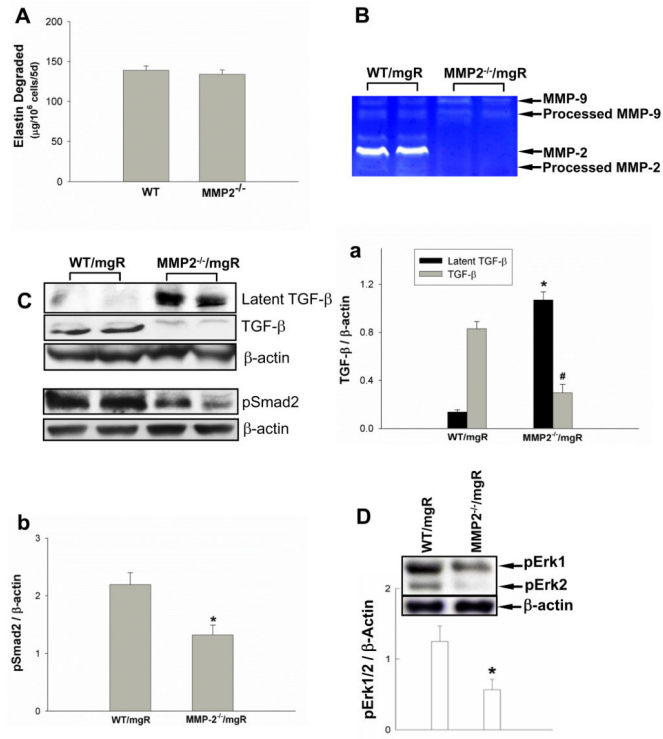 A
Elastin Degraded
(μg/10⁶ cells/5d)
200
150
100
50
0
WT
MMP2⁻/⁻
B
WT/mgR
MMP2⁻/⁻/mgR
MMP-9
Processed MMP-9
MMP-2
Processed MMP-2
C
WT/mgR
MMP2⁻/⁻/mgR
Latent TGF-β
TGF-β
β-actin
pSmad2
β-actin
a
Latent TGF-β
TGF-β
TGF-β / β-actin
1.2
0.8
0.4
0.0
*
#
WT/mgR
MMP2⁻/⁻/mgR
b
pSmad2 / β-actin
3
2
1
0
*
WT/mgR
MMP-2⁻/⁻/mgR
D
WT/mgR
MMP2⁻/⁻/mgR
pErk1
pErk2
β-actin
pErk1/2 / β-Actin
2
1
0
*
WT/mgR
MMP2⁻/⁻/mgR